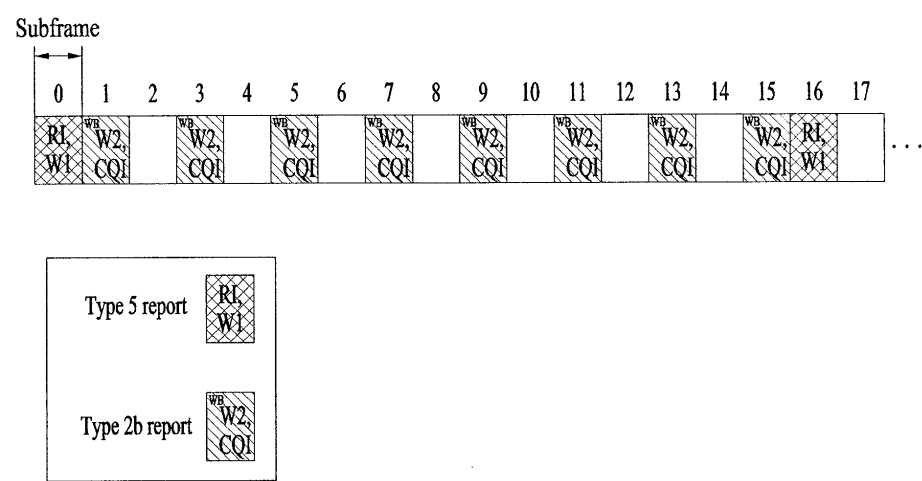 Subframe
0 1 2 3 4 5 6 7 8 9 10 11 12 13 14 15 16 17
RI, WB WB WB WB WB WB WB WB RI,
W1 W2, W2, W2, W2, W2, W2, W2, W2, W1
CQI CQI CQI CQI CQI CQI CQI CQI
...
RI,
Type 5 report W1
WB
W2,
Type 2b report CQI